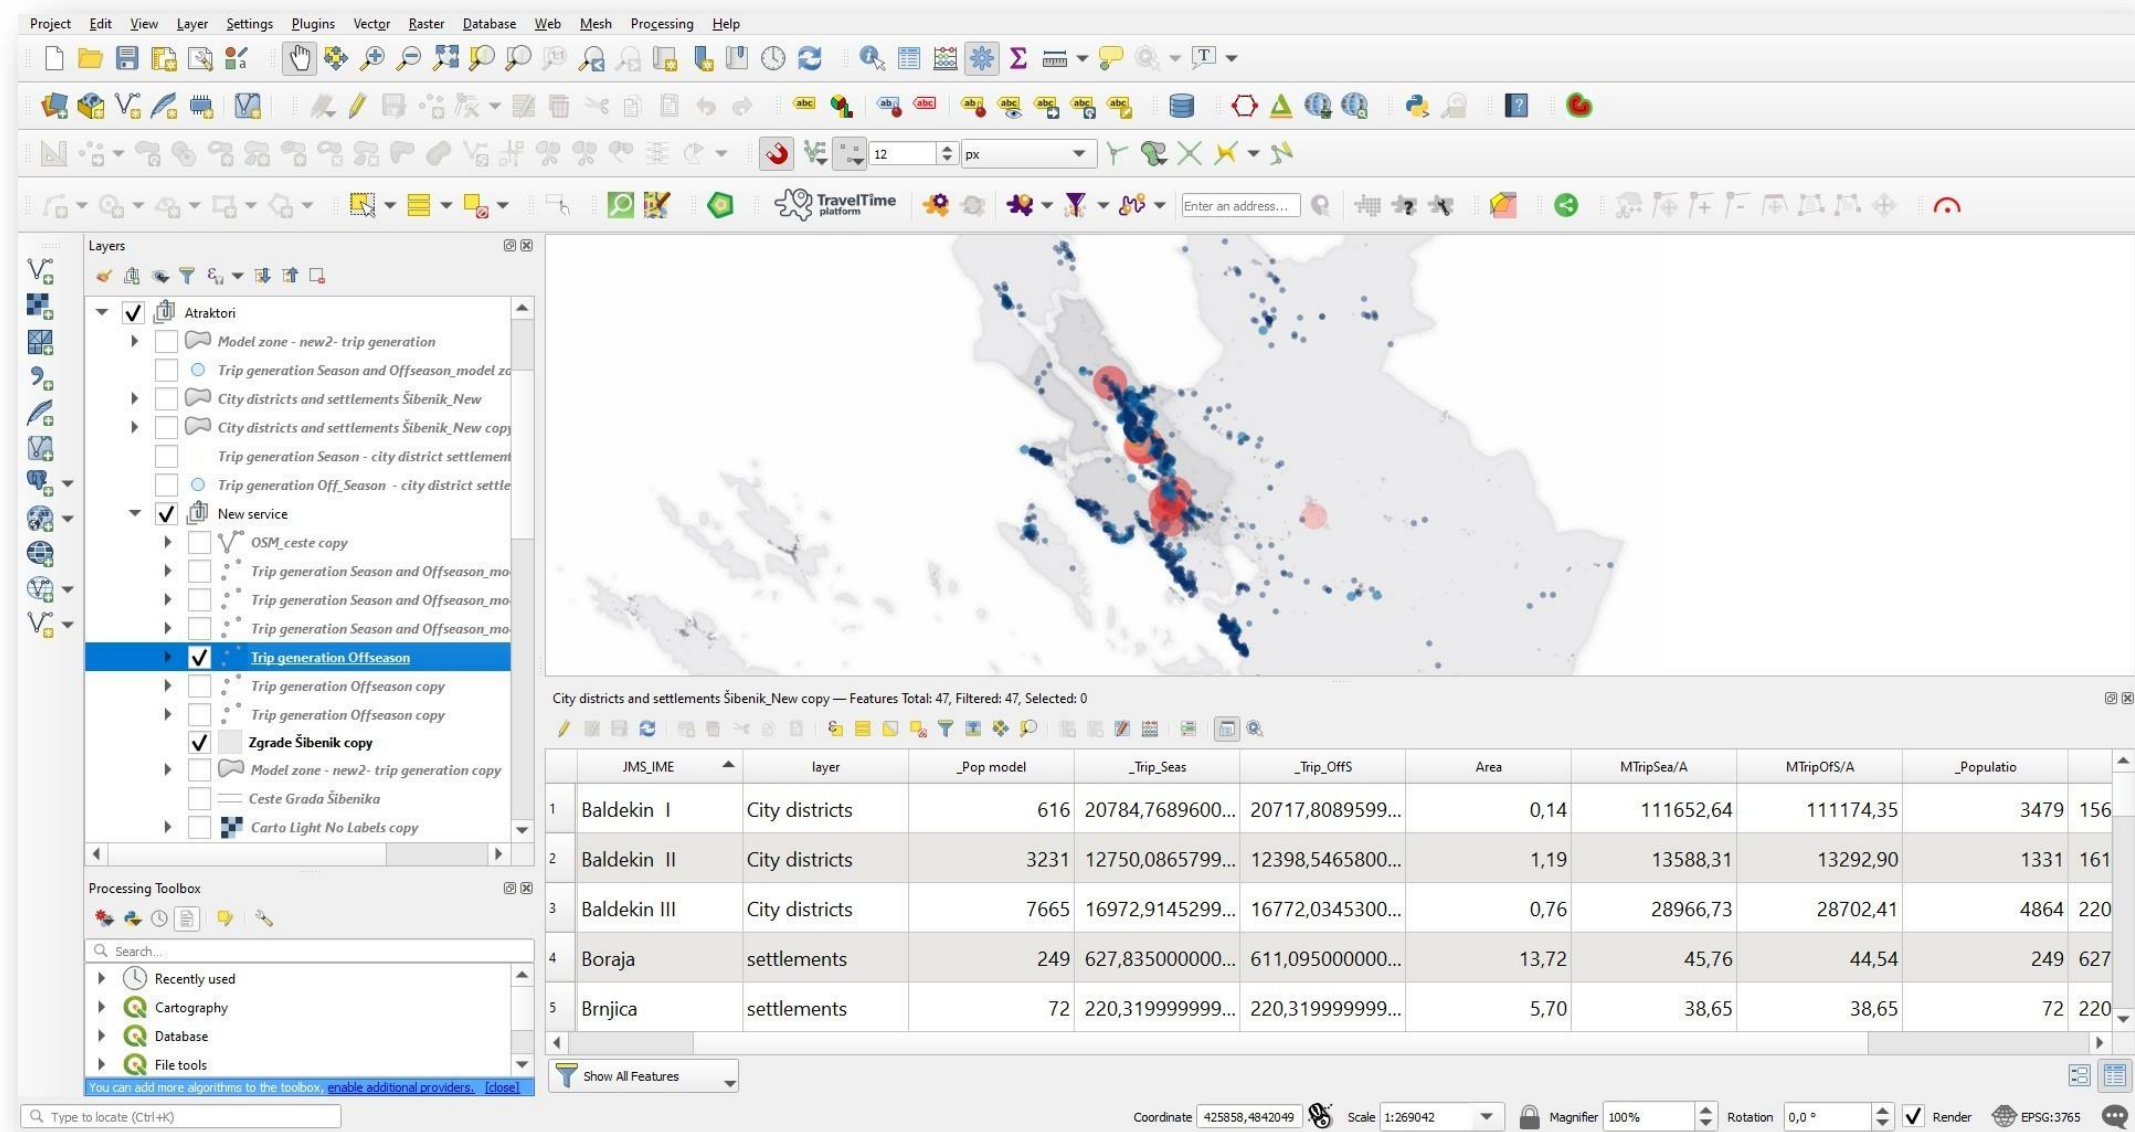 Project Edit View Layer Settings Plugins Vector Raster Database Web Mesh Processing Help
12 px
TravelTime platform Enter an address...
Layers
Atraktori
Model zone - new2- trip generation
Trip generation Season and Offseason_model zo
City districts and settlements Šibenik_New
City districts and settlements Šibenik_New copy
Trip generation Season - city district settlement
Trip generation Off_Season - city district settle
New service
OSM_ceste copy
Trip generation Season and Offseason_mo
Trip generation Season and Offseason_mo
Trip generation Season and Offseason_mo
Trip generation Offseason
Trip generation Offseason copy
Trip generation Offseason copy
Zgrade Šibenik copy
Model zone - new2- trip generation copy
Ceste Grada Šibenika
Carto Light No Labels copy
Processing Toolbox
Search...
Recently used
Cartography
Database
File tools
You can add more algorithms to the toolbox, enable additional providers. [close]
City districts and settlements Šibenik_New copy — Features Total: 47, Filtered: 47, Selected: 0
JMS_IME layer _Pop model _Trip_Seas _Trip_OffS Area MTripSea/A MTripOfS/A _Populatio
1 Baldekin I City districts 616 20784,7689600... 20717,8089599... 0,14 111652,64 111174,35 3479 156
2 Baldekin II City districts 3231 12750,0865799... 12398,5465800... 1,19 13588,31 13292,90 1331 161
3 Baldekin III City districts 7665 16972,9145299... 16772,0345300... 0,76 28966,73 28702,41 4864 220
4 Boraja settlements 249 627,835000000... 611,095000000... 13,72 45,76 44,54 249 627
5 Brnjica settlements 72 220,319999999... 220,319999999... 5,70 38,65 38,65 72 220
Show All Features
Type to locate (Ctrl+K) Coordinate 425858,4842049 Scale 1:269042 Magnifier 100% Rotation 0,0 ° Render EPSG:3765